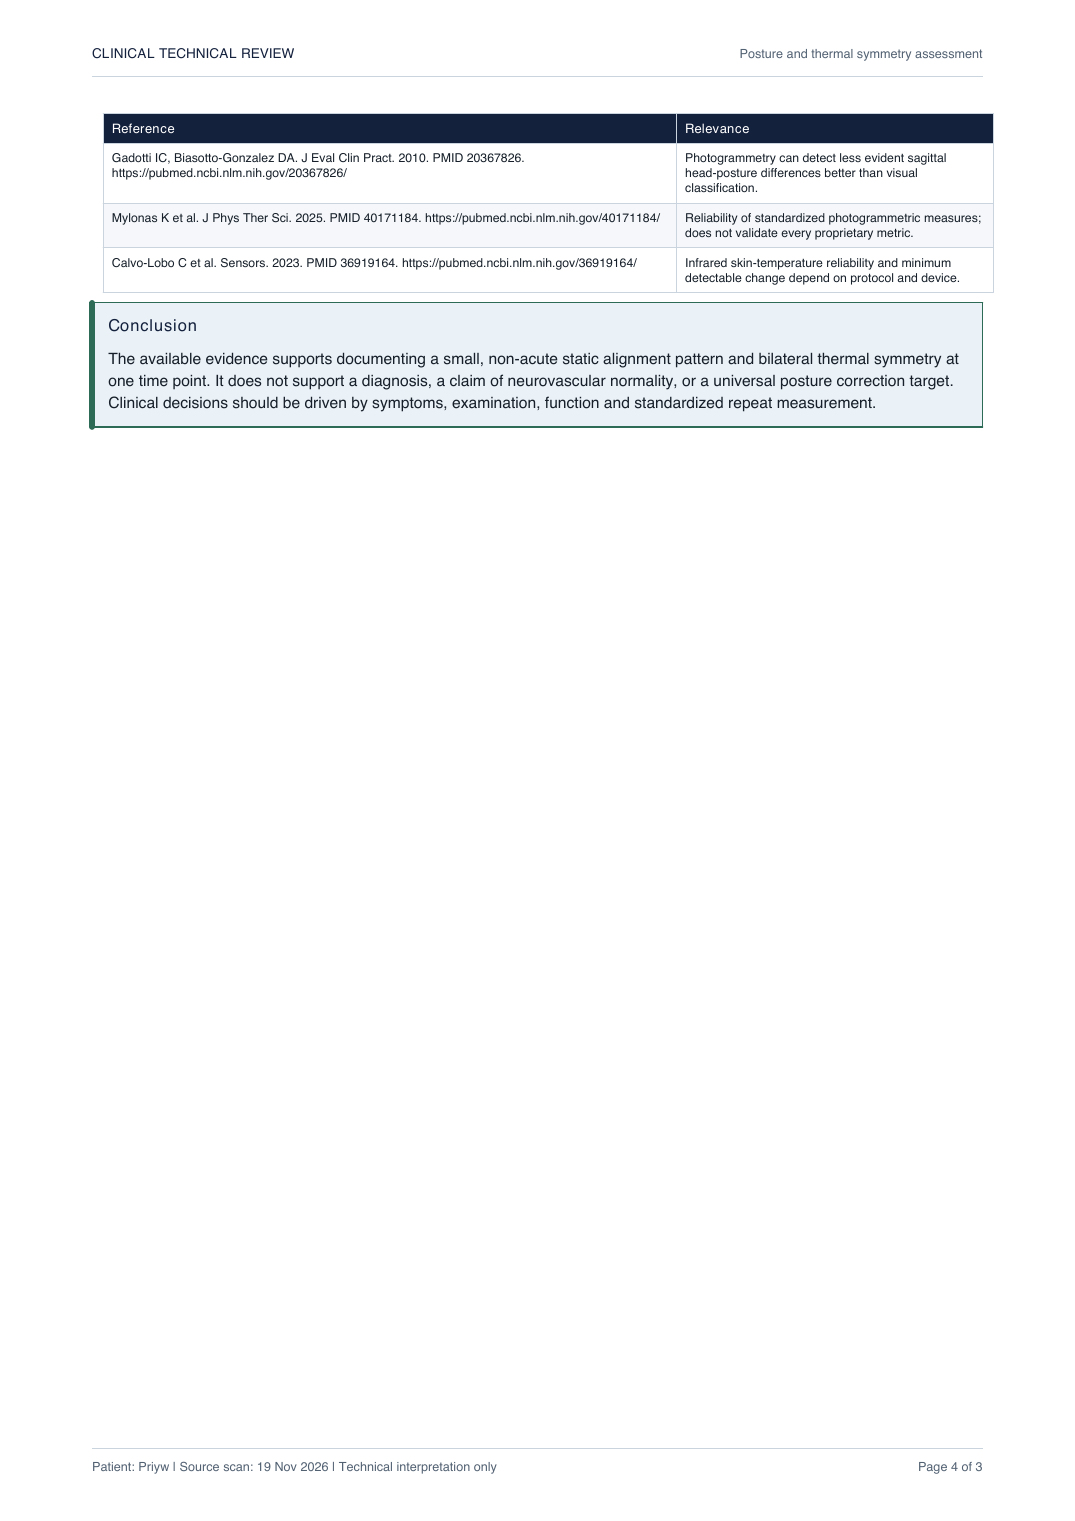 CLINICAL TECHNICAL REVIEW
Posture and thermal symmetry assessment
Reference
Relevance
Gadotti IC, Biasotto-Gonzalez DA. J Eval Clin Pract. 2010. PMID 20367826.
https://pubmed.ncbi.nlm.nih.gov/20367826/
Photogrammetry can detect less evident sagittal
head-posture differences better than visual
classification.
Mylonas K et al. J Phys Ther Sci. 2025. PMID 40171184. https://pubmed.ncbi.nlm.nih.gov/40171184/
Reliability of standardized photogrammetric measures;
does not validate every proprietary metric.
Calvo-Lobo C et al. Sensors. 2023. PMID 36919164. https://pubmed.ncbi.nlm.nih.gov/36919164/
Infrared skin-temperature reliability and minimum
detectable change depend on protocol and device.
Conclusion
The available evidence supports documenting a small, non-acute static alignment pattern and bilateral thermal symmetry at
one time point. It does not support a diagnosis, a claim of neurovascular normality, or a universal posture correction target.
Clinical decisions should be driven by symptoms, examination, function and standardized repeat measurement.
Patient: Priyw | Source scan: 19 Nov 2026 | Technical interpretation only
Page 4 of 3